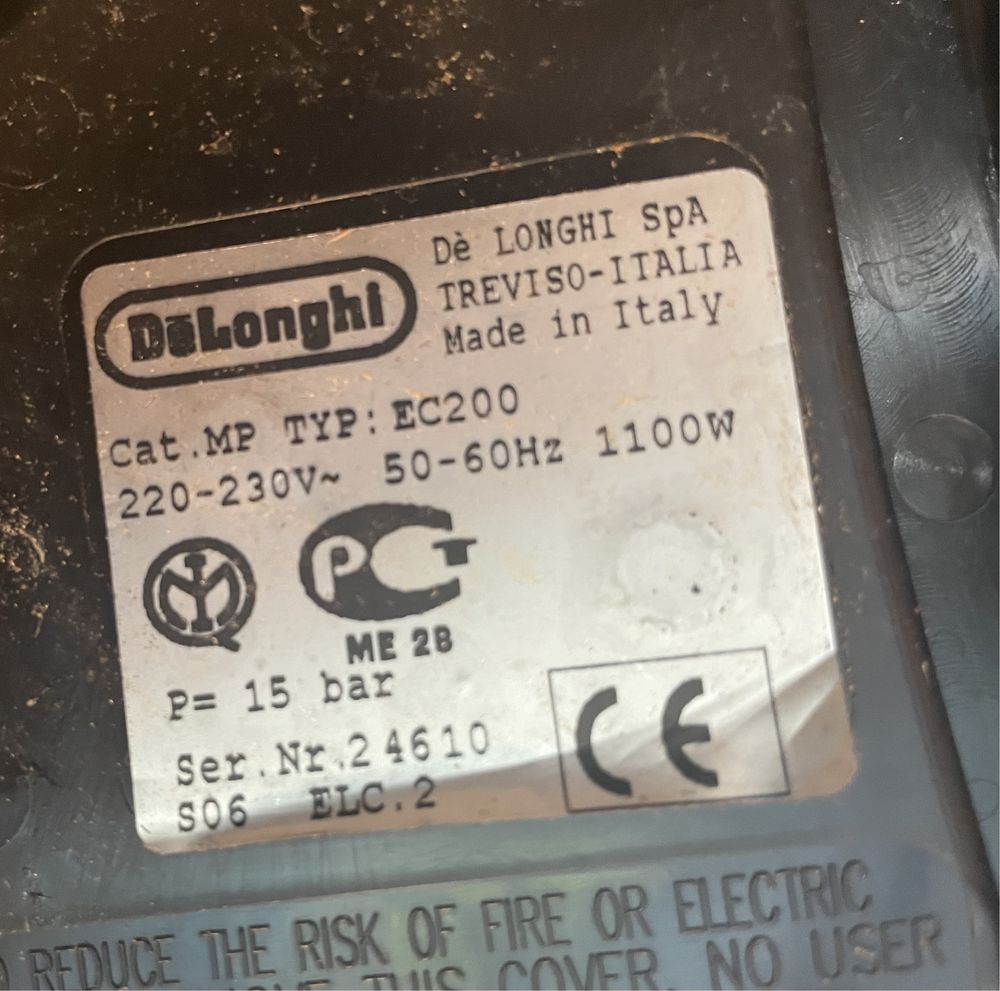 DēLonghi
Dè LONGHI SpA
TREVISO-ITALIA
Made in Italy
Cat.MP TYP: EC200
220-230V~ 50-60Hz 1100W
PCT
ME 28
P= 15 bar
Ser.Nr.24610
S06 ELC.2
CE
REDUCE THE RISK OF FIRE OR ELECTRIC
THIS COVER. NO USER